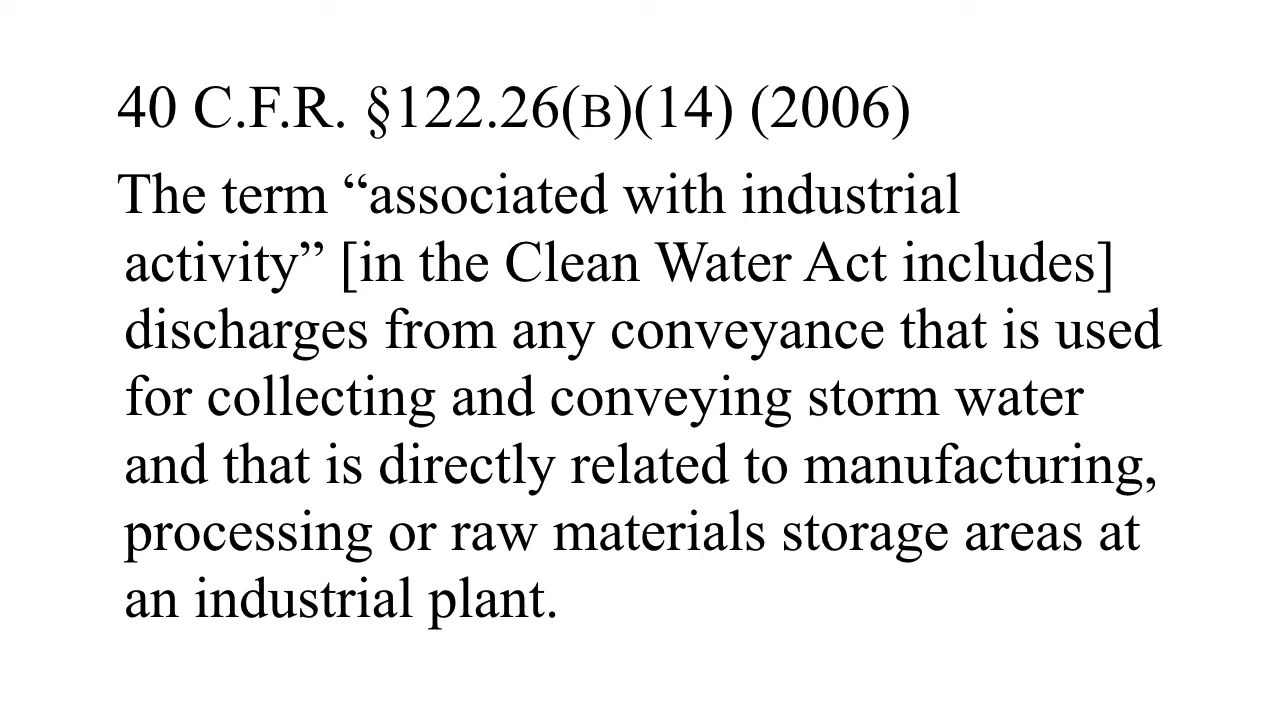 40 C.F.R. §122.26(B)(14) (2006)
The term “associated with industrial
activity” [in the Clean Water Act includes]
discharges from any conveyance that is used
for collecting and conveying storm water
and that is directly related to manufacturing,
processing or raw materials storage areas at
an industrial plant.